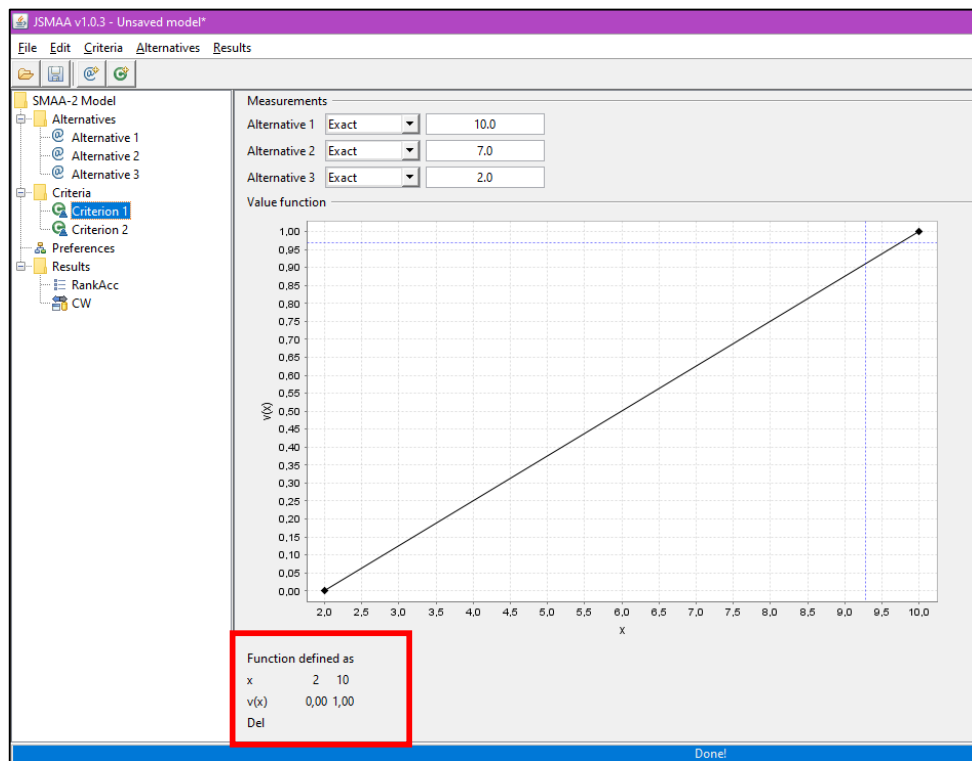 JSMAA v1.0.3 - Unsaved model*
File Edit Criteria Alternatives Results
SMAA-2 Model
Alternatives
Alternative 1
Alternative 2
Alternative 3
Criteria
Criterion 1
Criterion 2
Preferences
Results
RankAcc
CW
Measurements
Alternative 1 Exact 10.0
Alternative 2 Exact 7.0
Alternative 3 Exact 2.0
Value function
1,00
0,95
0,90
0,85
0,80
0,75
0,70
0,65
0,60
0,55
0,50
0,45
0,40
0,35
0,30
0,25
0,20
0,15
0,10
0,05
0,00
v(x)
2,0 2,5 3,0 3,5 4,0 4,5 5,0 5,5 6,0 6,5 7,0 7,5 8,0 8,5 9,0 9,5 10,0
x
Function defined as
x 2 10
v(x) 0,00 1,00
Del
Done!